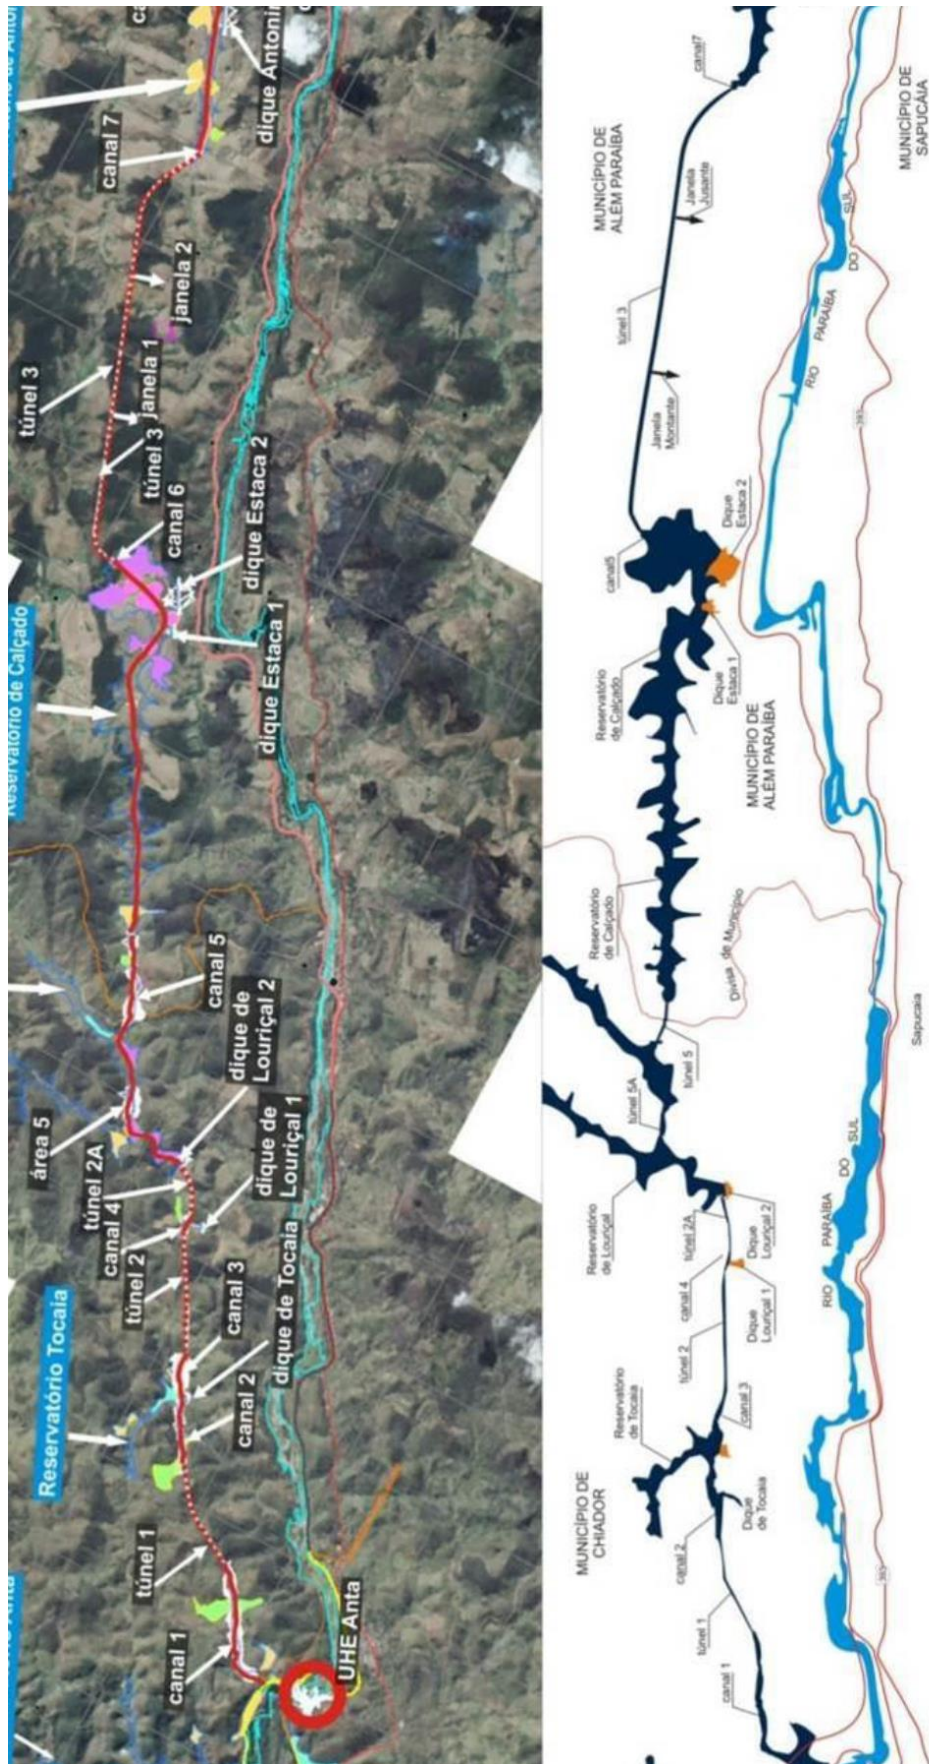 Reservatório Tocaia
Reservatório de Calçado
canal 1
túnel 1
UHE Anta
canal 2
dique de Tocaia
canal 3
túnel 2
canal 4
túnel 2A
área 5
dique de
Louriçal 1
dique de
Louriçal 2
canal 5
dique Estaca 1
dique Estaca 2
canal 6
túnel 3
janela 1
túnel 3
janela 2
canal 7
dique Antonin
MUNICÍPIO DE
CHIADOR
canal 1
túnel 1
canal 2
Dique
de Tocaia
Reservatório
de Tocaia
canal 3
túnel 2
canal 4
Dique
Louriçal 1
túnel 2A
Dique
Louriçal 2
Reservatório
de Louriçal
túnel 5A
túnel 5
Divisa de Município
Reservatório
de Calçado
MUNICÍPIO DE
ALÉM PARAÍBA
Reservatório
de Calçado
Dique
Estaca 1
Dique
Estaca 2
canal5
Janela
Montante
túnel 3
Janela
Jusante
MUNICÍPIO DE
ALÉM PARAÍBA
canal7
393
RIO PARAÍBA DO SUL
Sapucaia
393
RIO PARAÍBA DO SUL
MUNICÍPIO DE
SAPUCÁIA